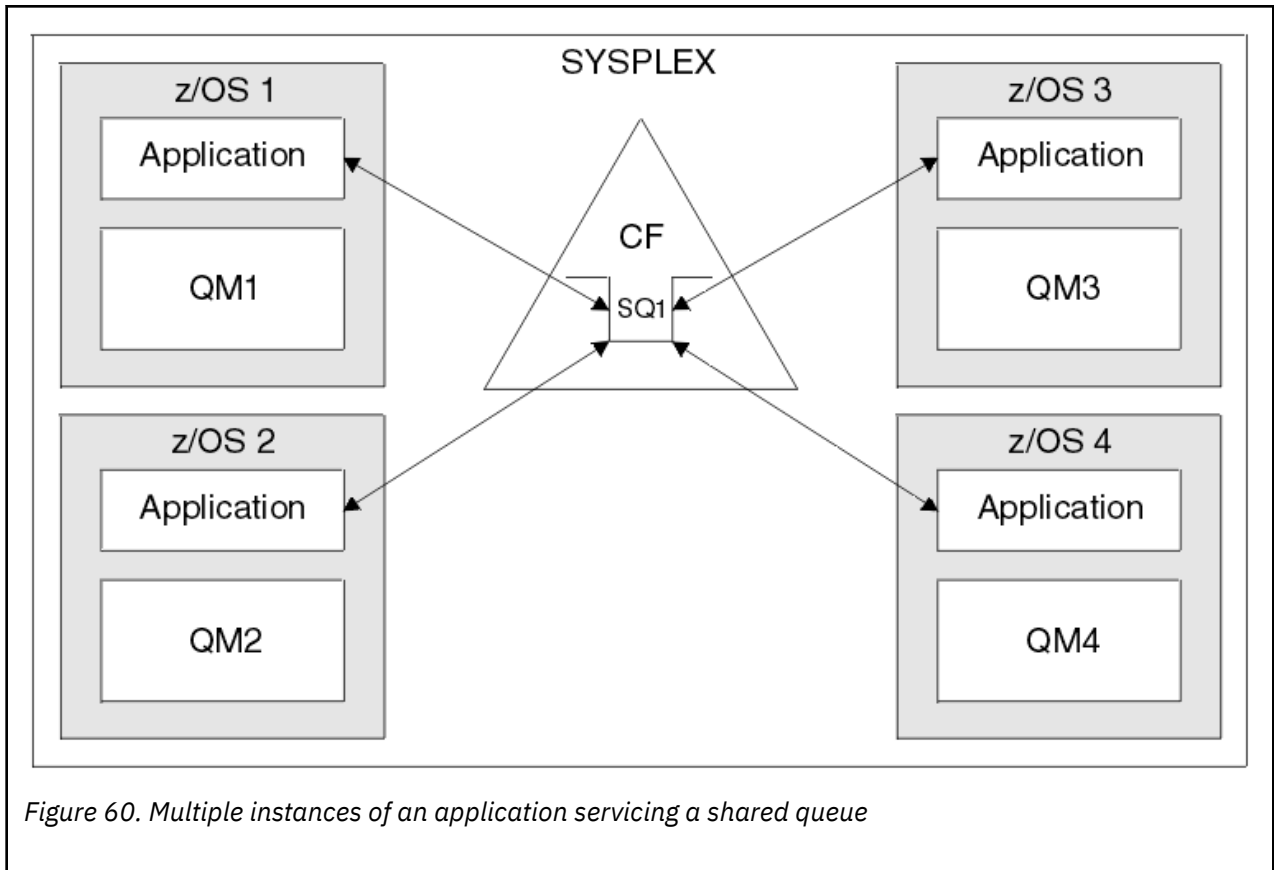 SYSPLEX
z/OS 1
Application
QM1
z/OS 2
Application
QM2
CF
SQ1
z/OS 3
Application
QM3
z/OS 4
Application
QM4
Figure 60. Multiple instances of an application servicing a shared queue